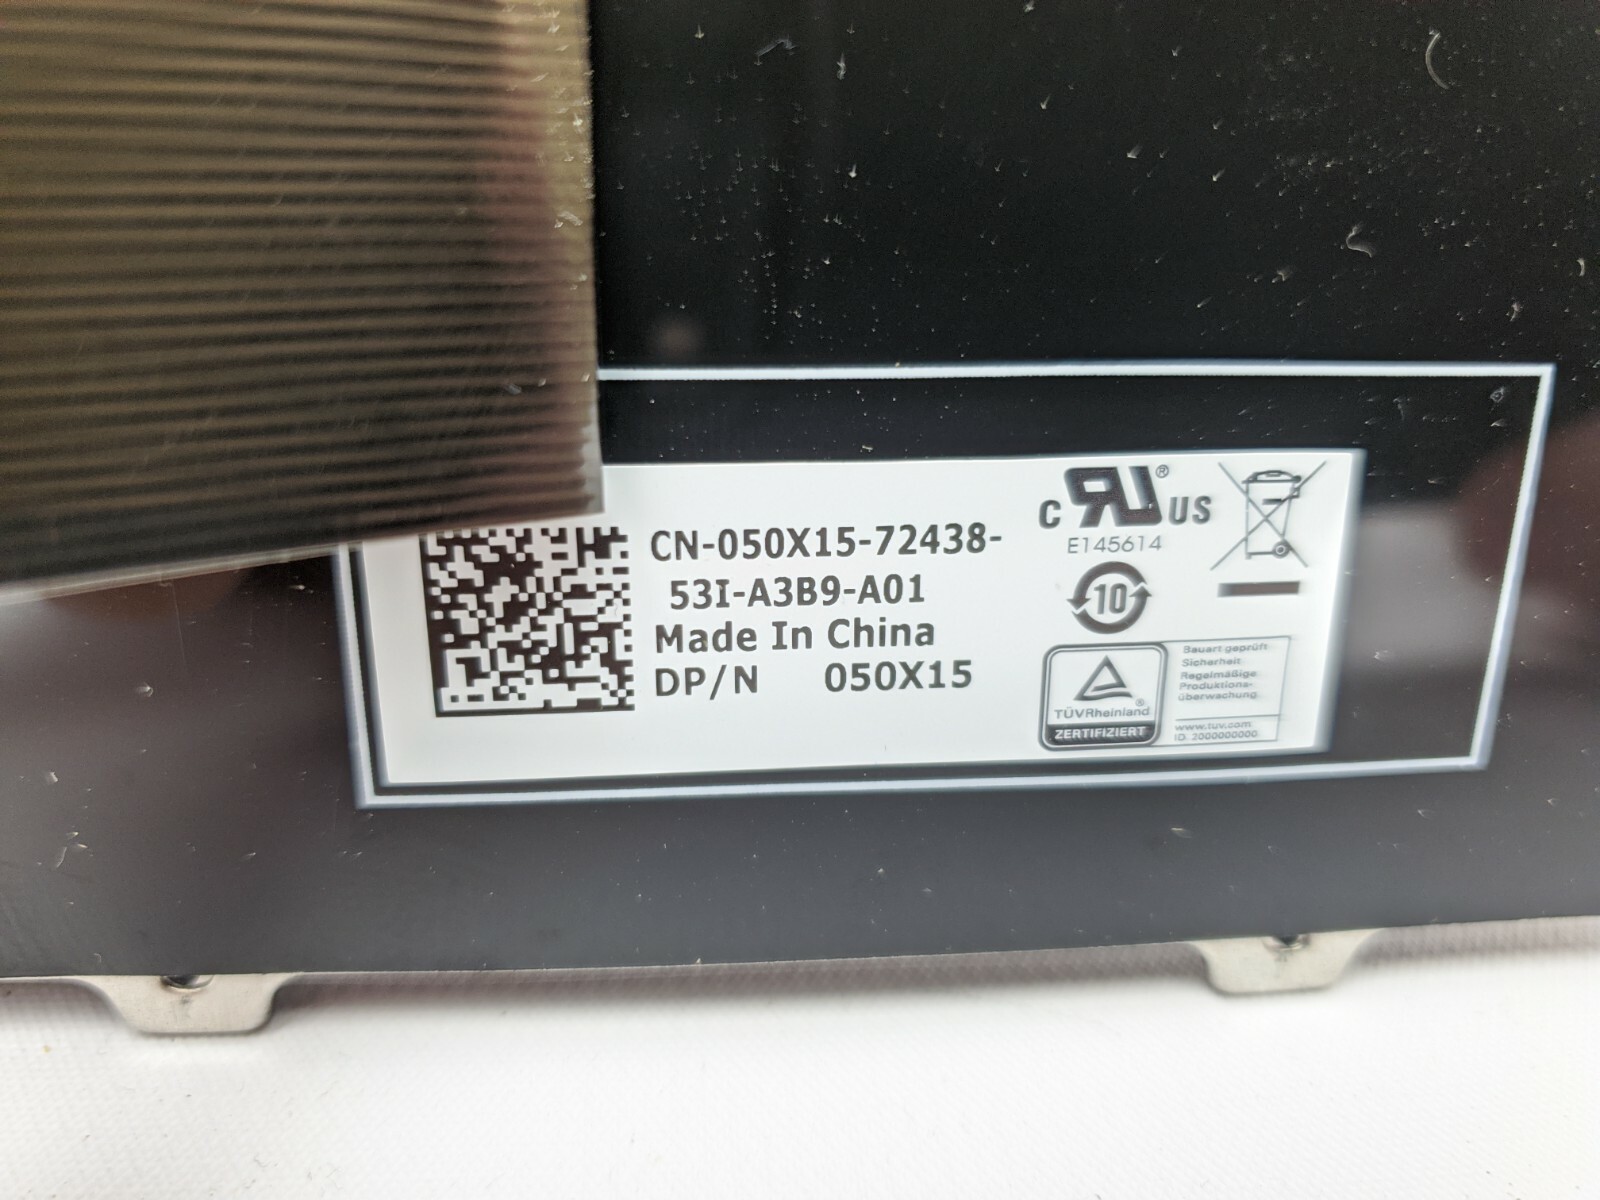 CN-050X15-72438-
53I-A3B9-A01
Made In China
DP/N 050X15
c RU® US
E145614
10
TÜVRheinland®
ZERTIFIZIERT
Bauart geprüft
Sicherheit
Regelmäßige
Produktions-
überwachung
www.tuv.com
ID. 2000000000